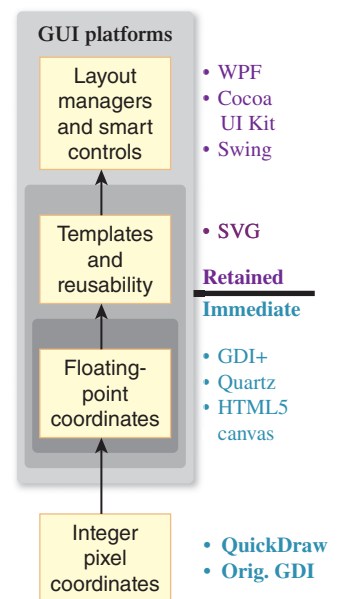 GUI platforms
Layout
managers
and smart
controls
• WPF
• Cocoa
UI Kit
• Swing
Templates
and
reusability
• SVG
Retained
Immediate
Floating-
point
coordinates
• GDI+
• Quartz
• HTML5
canvas
Integer
pixel
coordinates
• QuickDraw
• Orig. GDI